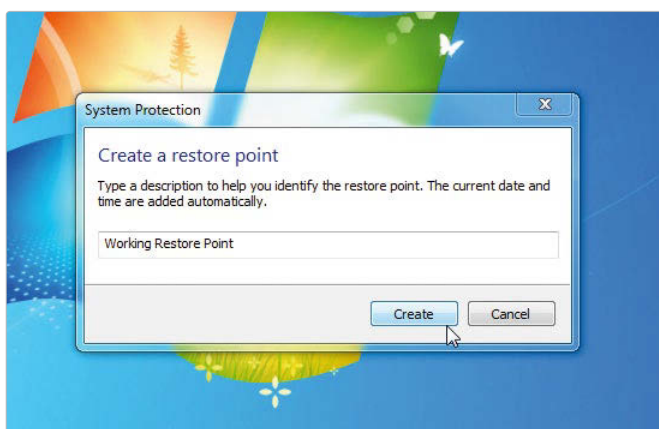 System Protection
Create a restore point
Type a description to help you identify the restore point. The current date and
time are added automatically.
Working Restore Point
Create
Cancel